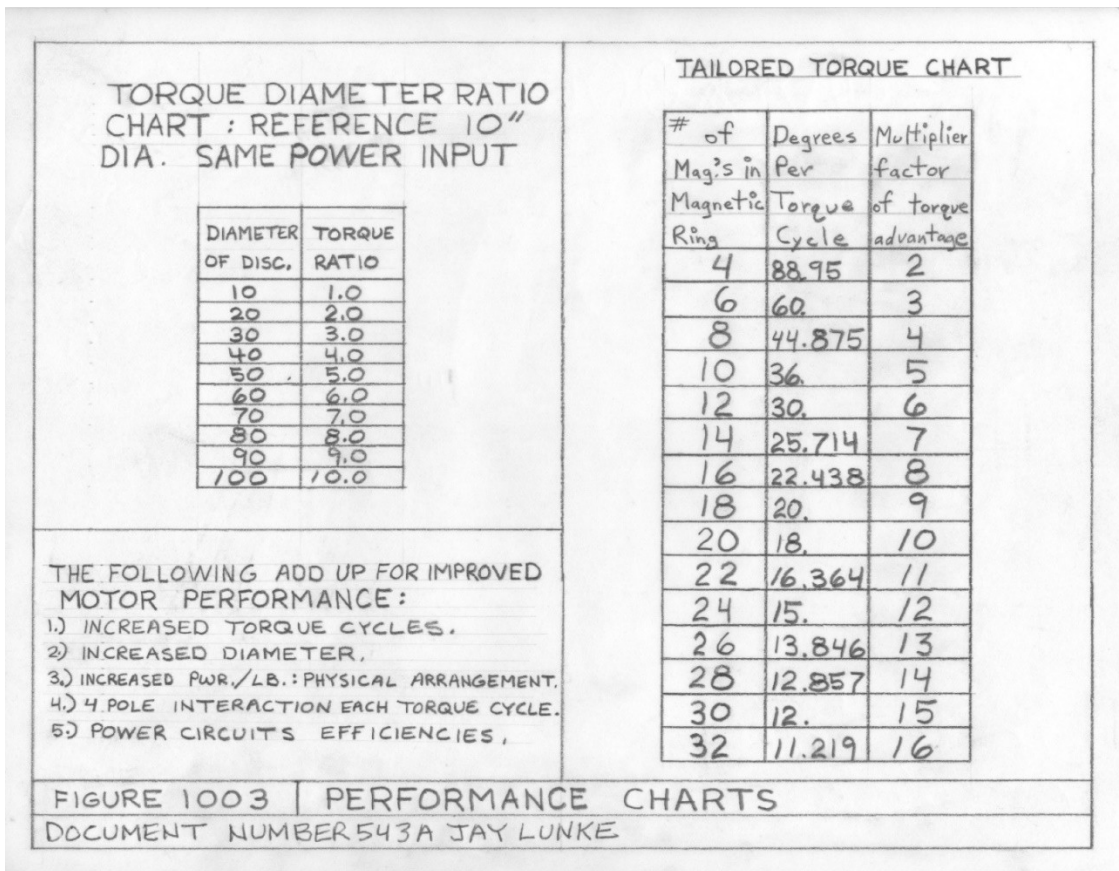 TORQUE DIAMETER RATIO
CHART : REFERENCE 10"
DIA. SAME POWER INPUT
DIAMETER OF DISC. TORQUE RATIO
10 1.0
20 2.0
30 3.0
40 4.0
50 5.0
60 6.0
70 7.0
80 8.0
90 9.0
100 10.0
THE FOLLOWING ADD UP FOR IMPROVED
MOTOR PERFORMANCE:
1.) INCREASED TORQUE CYCLES.
2.) INCREASED DIAMETER.
3.) INCREASED PWR./LB.: PHYSICAL ARRANGEMENT.
4.) 4 POLE INTERACTION EACH TORQUE CYCLE.
5.) POWER CIRCUITS EFFICIENCIES.
TAILORED TORQUE CHART
# of Degrees Multiplier
Mag.'s in Per factor
Magnetic Torque of torque
Ring Cycle advantage
4 88.95 2
6 60. 3
8 44.875 4
10 36. 5
12 30. 6
14 25.714 7
16 22.438 8
18 20. 9
20 18. 10
22 16.364 11
24 15. 12
26 13.846 13
28 12.857 14
30 12. 15
32 11.219 16
FIGURE 1003 PERFORMANCE CHARTS
DOCUMENT NUMBER 543A JAY LUNKE